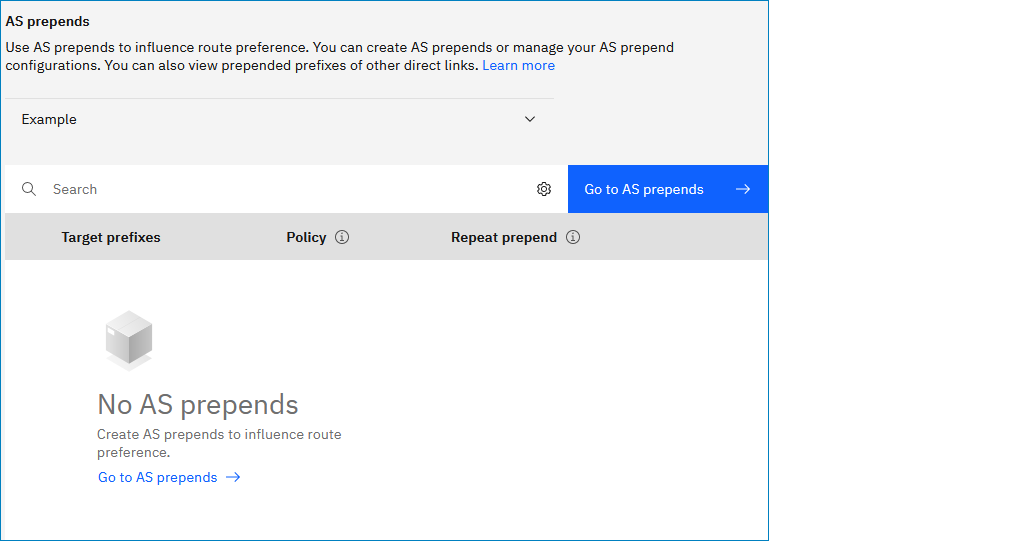 AS prepends
Use AS prepends to influence route preference. You can create AS prepends or manage your AS prepend
configurations. You can also view prepended prefixes of other direct links. Learn more
Example
Search
Go to AS prepends
Target prefixes Policy Repeat prepend
No AS prepends
Create AS prepends to influence route
preference.
Go to AS prepends